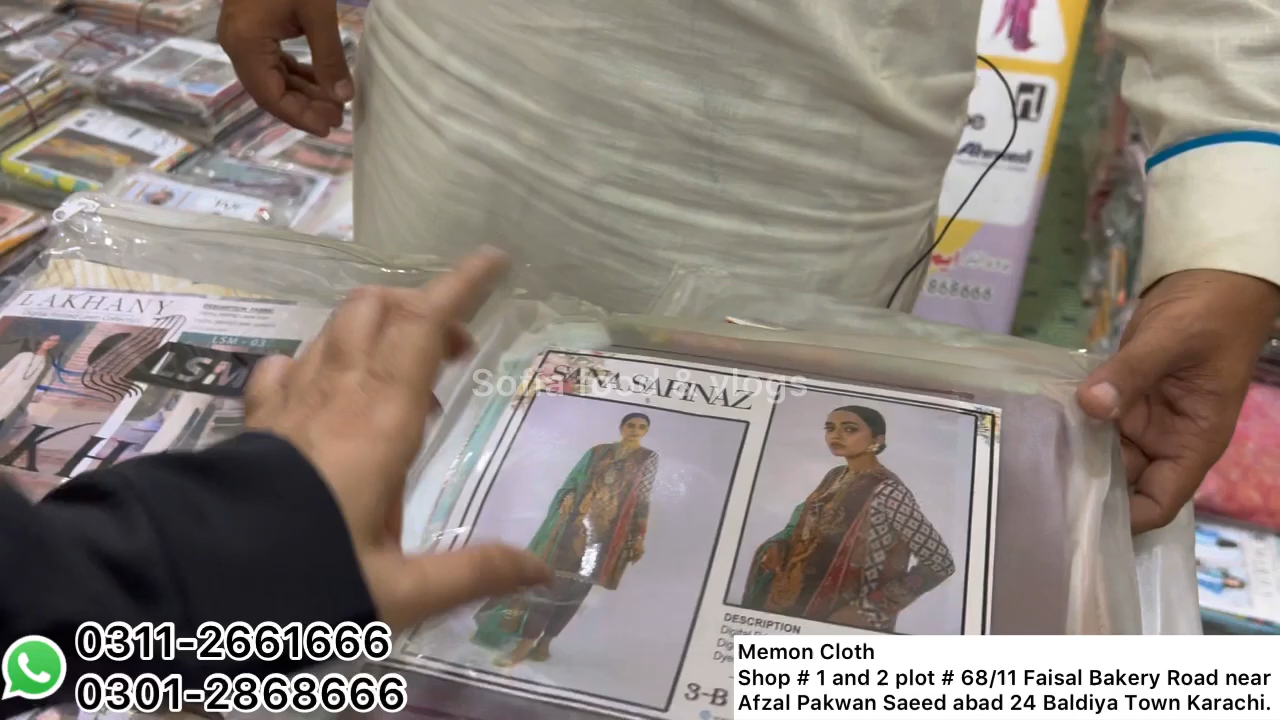 LAKHANY
LSM - 03
LSM
SANA SAFINAZ
Sofia food & vlogs
DESCRIPTION
3-B
0311-2661666
0301-2868666
Memon Cloth
Shop # 1 and 2 plot # 68/11 Faisal Bakery Road near
Afzal Pakwan Saeed abad 24 Baldiya Town Karachi.